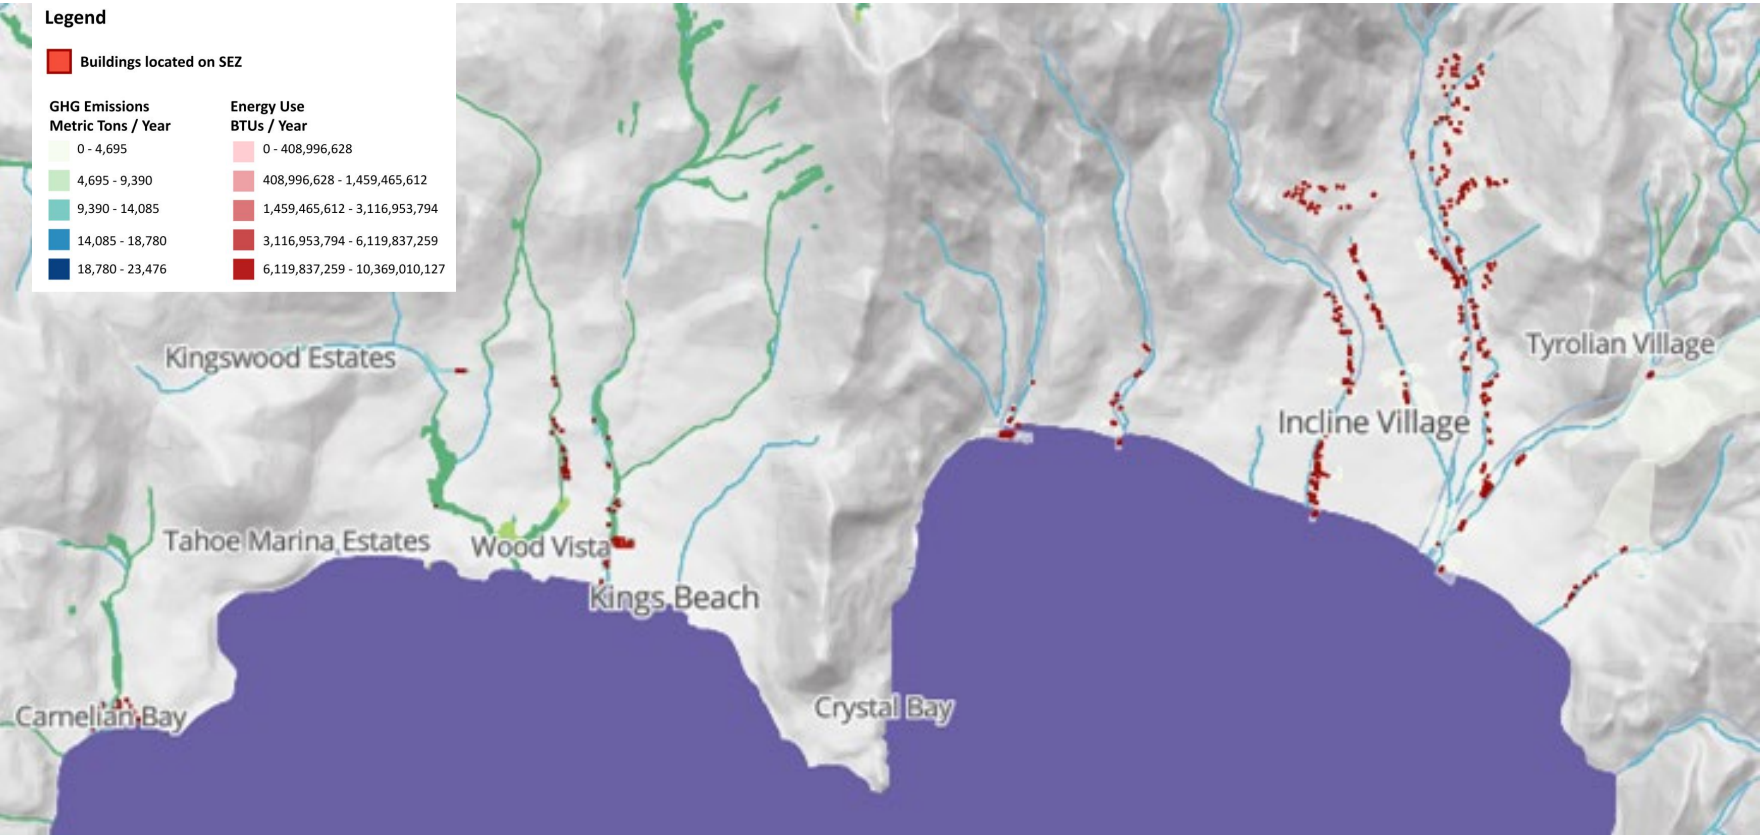 Legend
Buildings located on SEZ
GHG Emissions
Metric Tons / Year
0 - 4,695
4,695 - 9,390
9,390 - 14,085
14,085 - 18,780
18,780 - 23,476
Energy Use
BTUs / Year
0 - 408,996,628
408,996,628 - 1,459,465,612
1,459,465,612 - 3,116,953,794
3,116,953,794 - 6,119,837,259
6,119,837,259 - 10,369,010,127
Kingswood Estates
Tyrolian Village
Incline Village
Tahoe Marina Estates
Wood Vista
Kings Beach
Carnelian Bay
Crystal Bay